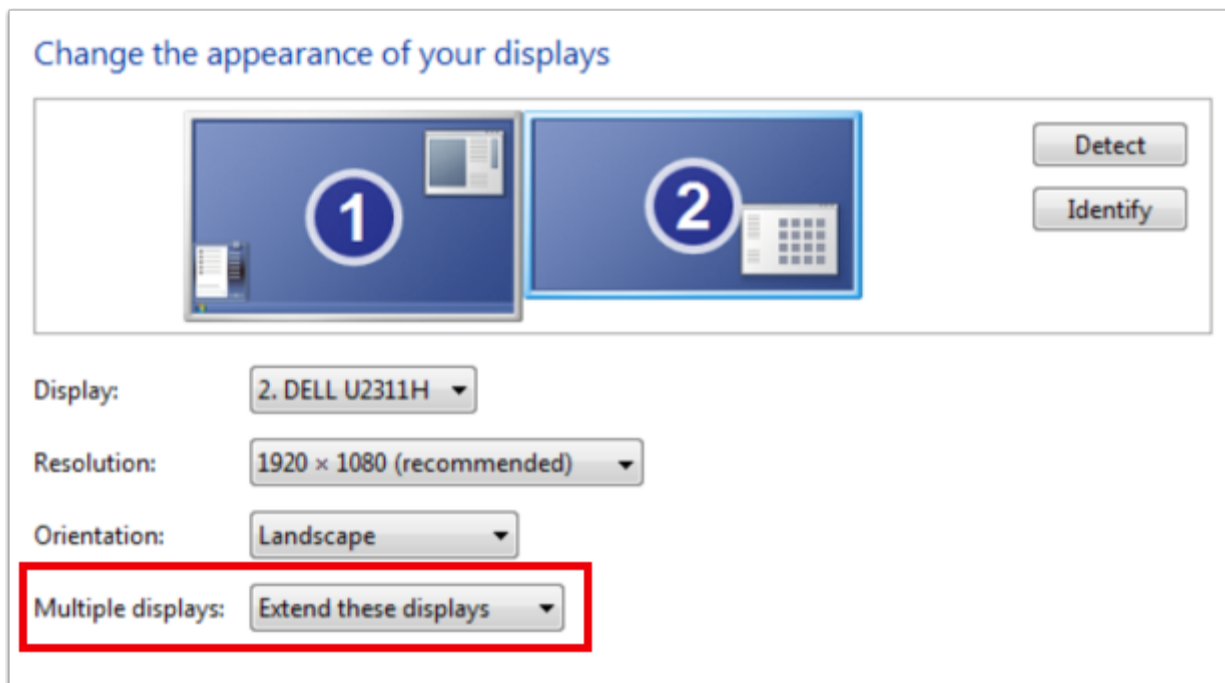 Change the appearance of your displays
1
2
Detect
Identify
Display:
2. DELL U2311H
Resolution:
1920 × 1080 (recommended)
Orientation:
Landscape
Multiple displays:
Extend these displays